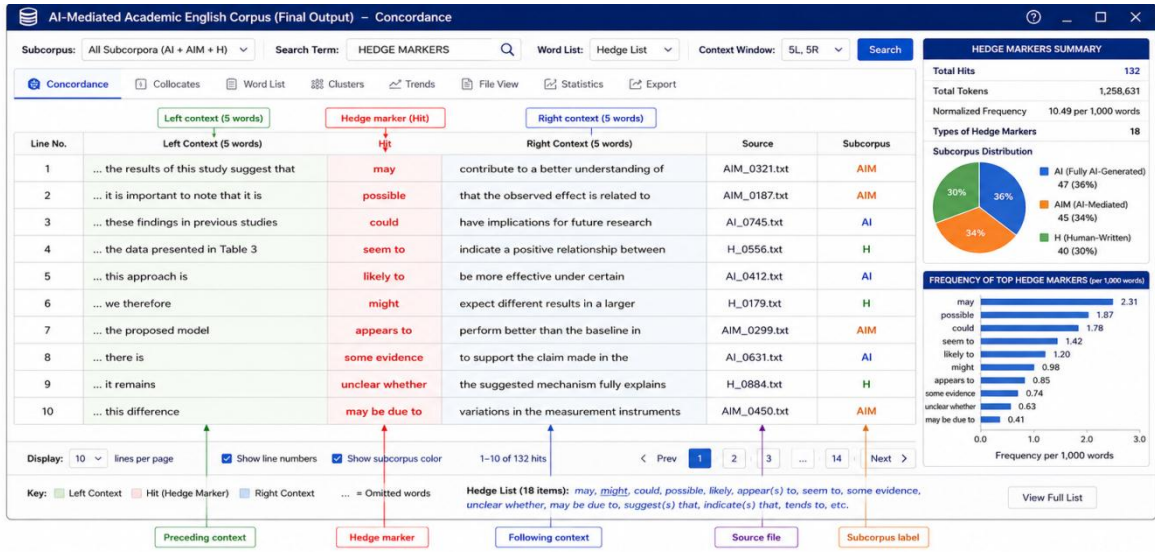 AI-Mediated Academic English Corpus (Final Output) – Concordance
Subcorpus: All Subcorpora (AI + AIM + H) Search Term: HEDGE MARKERS Word List: Hedge List Context Window: 5L, 5R Search
Concordance Collocates Word List Clusters Trends File View Statistics Export
Left context (5 words) Hedge marker (Hit) Right context (5 words)
Line No. Left Context (5 words) Hit Right Context (5 words) Source Subcorpus
1 ... the results of this study suggest that may contribute to a better understanding of AIM_0321.txt AIM
2 ... it is important to note that it is possible that the observed effect is related to AIM_0187.txt AIM
3 ... these findings in previous studies could have implications for future research AI_0745.txt AI
4 ... the data presented in Table 3 seem to indicate a positive relationship between H_0556.txt H
5 ... this approach is likely to be more effective under certain AI_0412.txt AI
6 ... we therefore might expect different results in a larger H_0179.txt H
7 ... the proposed model appears to perform better than the baseline in AIM_0299.txt AIM
8 ... there is some evidence to support the claim made in the AI_0631.txt AI
9 ... it remains unclear whether the suggested mechanism fully explains H_0884.txt H
10 ... this difference may be due to variations in the measurement instruments AIM_0450.txt AIM
Display: 10 lines per page Show line numbers Show subcorpus color 1–10 of 132 hits Prev 1 2 3 ... 14 Next
Key: Left Context Hit (Hedge Marker) Right Context ... = Omitted words
Hedge List (18 items): may, might, could, possible, likely, appear(s) to, seem to, some evidence,
unclear whether, may be due to, suggest(s) that, indicate(s) that, tends to, etc.
View Full List
Preceding context Hedge marker Following context Source file Subcorpus label
HEDGE MARKERS SUMMARY
Total Hits 132
Total Tokens 1,258,631
Normalized Frequency 10.49 per 1,000 words
Types of Hedge Markers 18
Subcorpus Distribution
36%
34%
30%
AI (Fully AI-Generated)
47 (36%)
AIM (AI-Mediated)
45 (34%)
H (Human-Written)
40 (30%)
FREQUENCY OF TOP HEDGE MARKERS (per 1,000 words)
may 2.31
possible 1.87
could 1.78
seem to 1.42
likely to 1.20
might 0.98
appears to 0.85
some evidence 0.74
unclear whether 0.63
may be due to 0.41
0.0 1.0 2.0 3.0
Frequency per 1,000 words